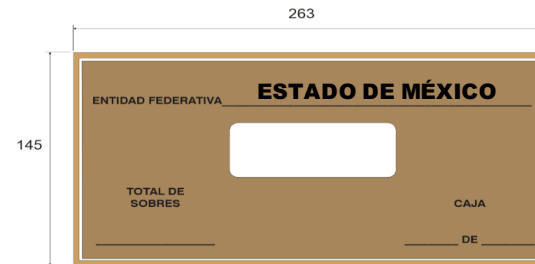 263
145
ENTIDAD FEDERATIVA ESTADO DE MÉXICO
TOTAL DE
SOBRES
CAJA
DE